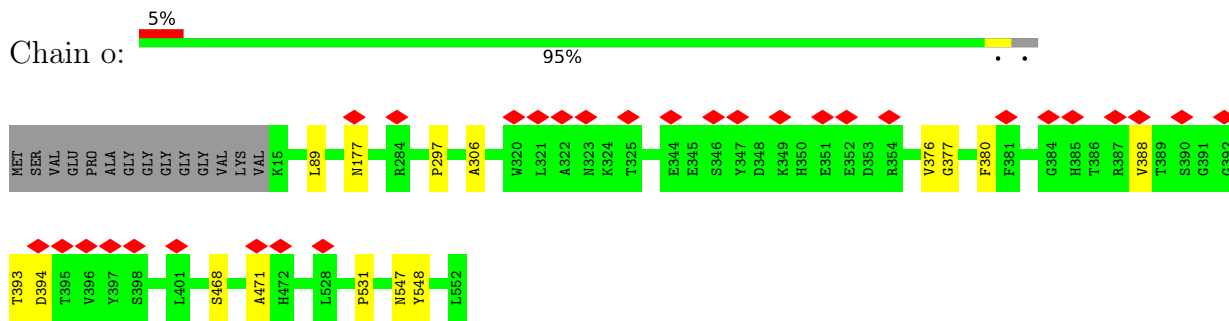 5%
Chain o:
95%
• •
MET SER VAL GLU PRO ALA GLY GLY GLY GLY GLY VAL LYS VAL K15 L89 N177 R284 P297 A306 W320 L321 A322 N323 K324 T325 E344 E345 S346 Y347 D348 K349 H350 E351 E352 D353 R354 V376 G377 F380 F381 G384 H385 T386 R387 V388 T389 S390 G391 G392
T393 D394 T395 V396 Y397 S398 L401 S468 A471 H472 L528 P531 N547 Y548 L552